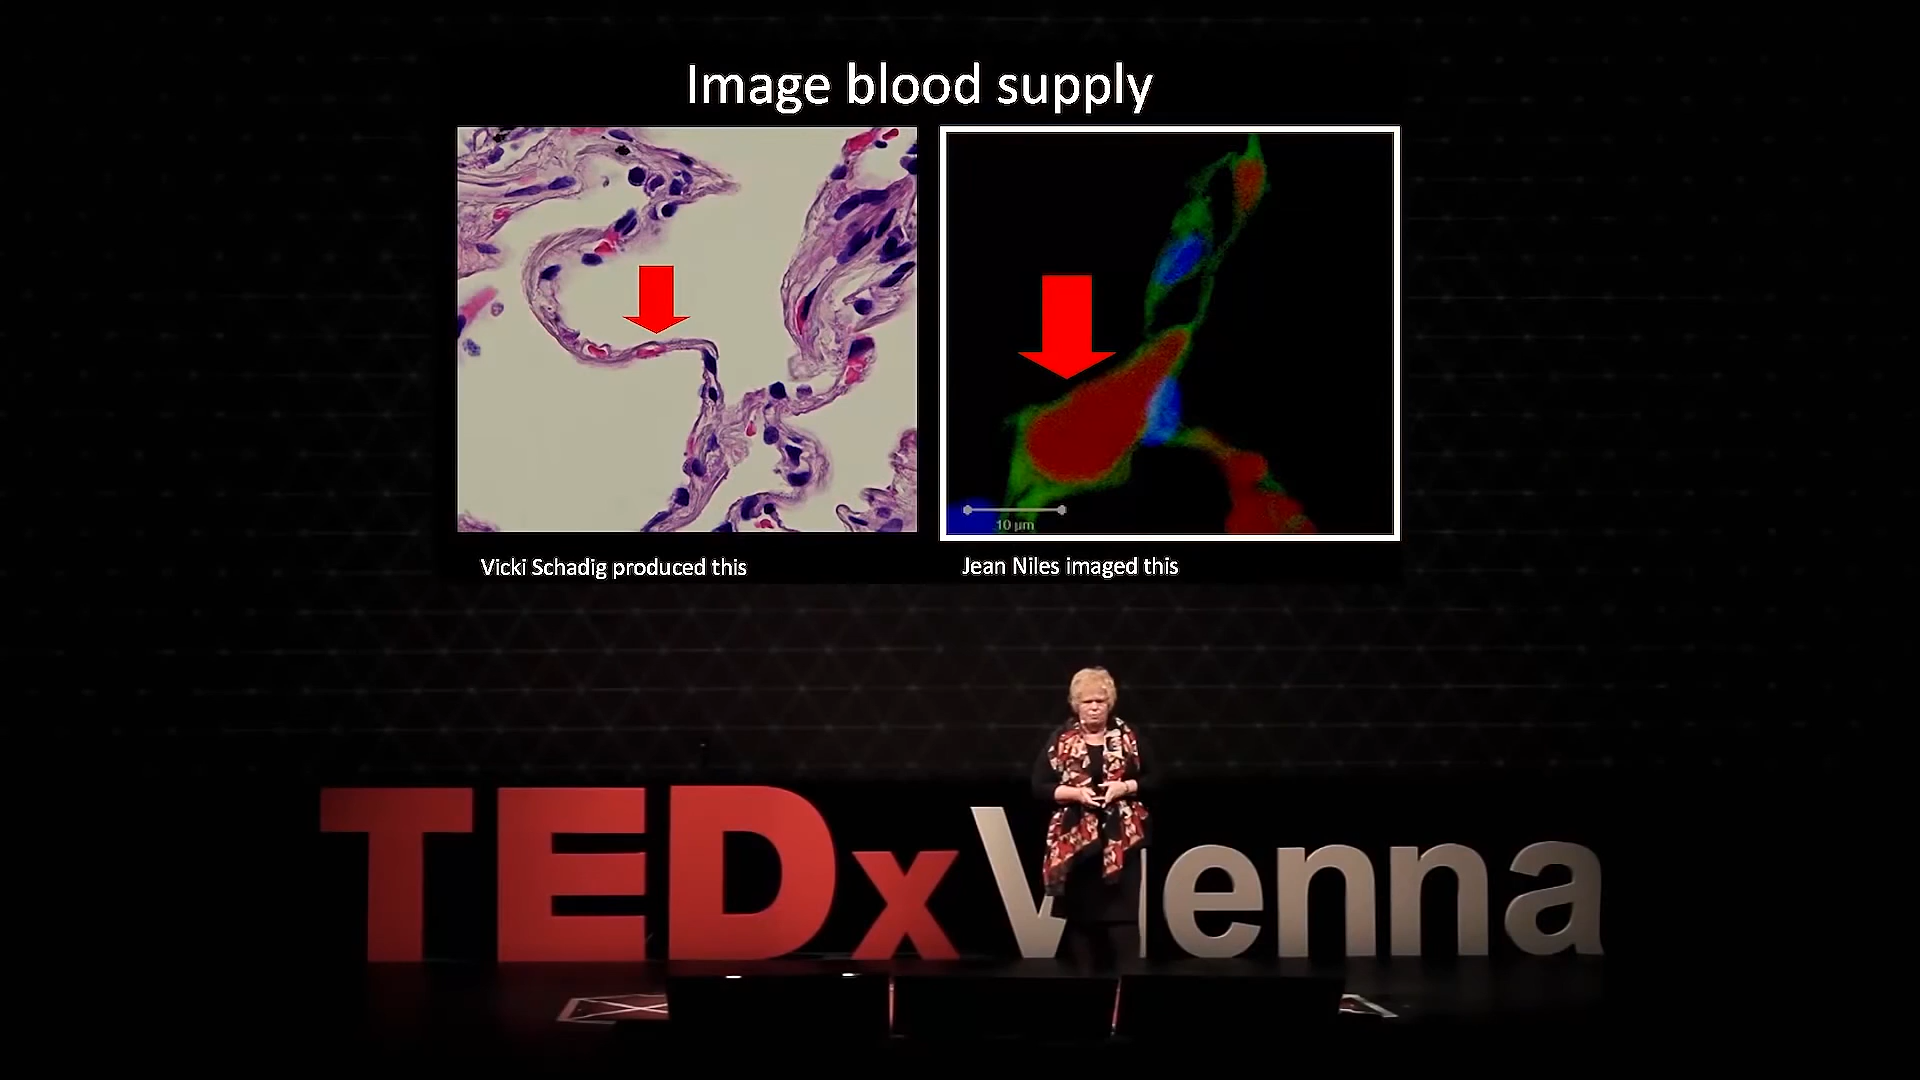 Image blood supply
10 µm
Vicki Schadig produced this
Jean Niles imaged this
TEDxVienna